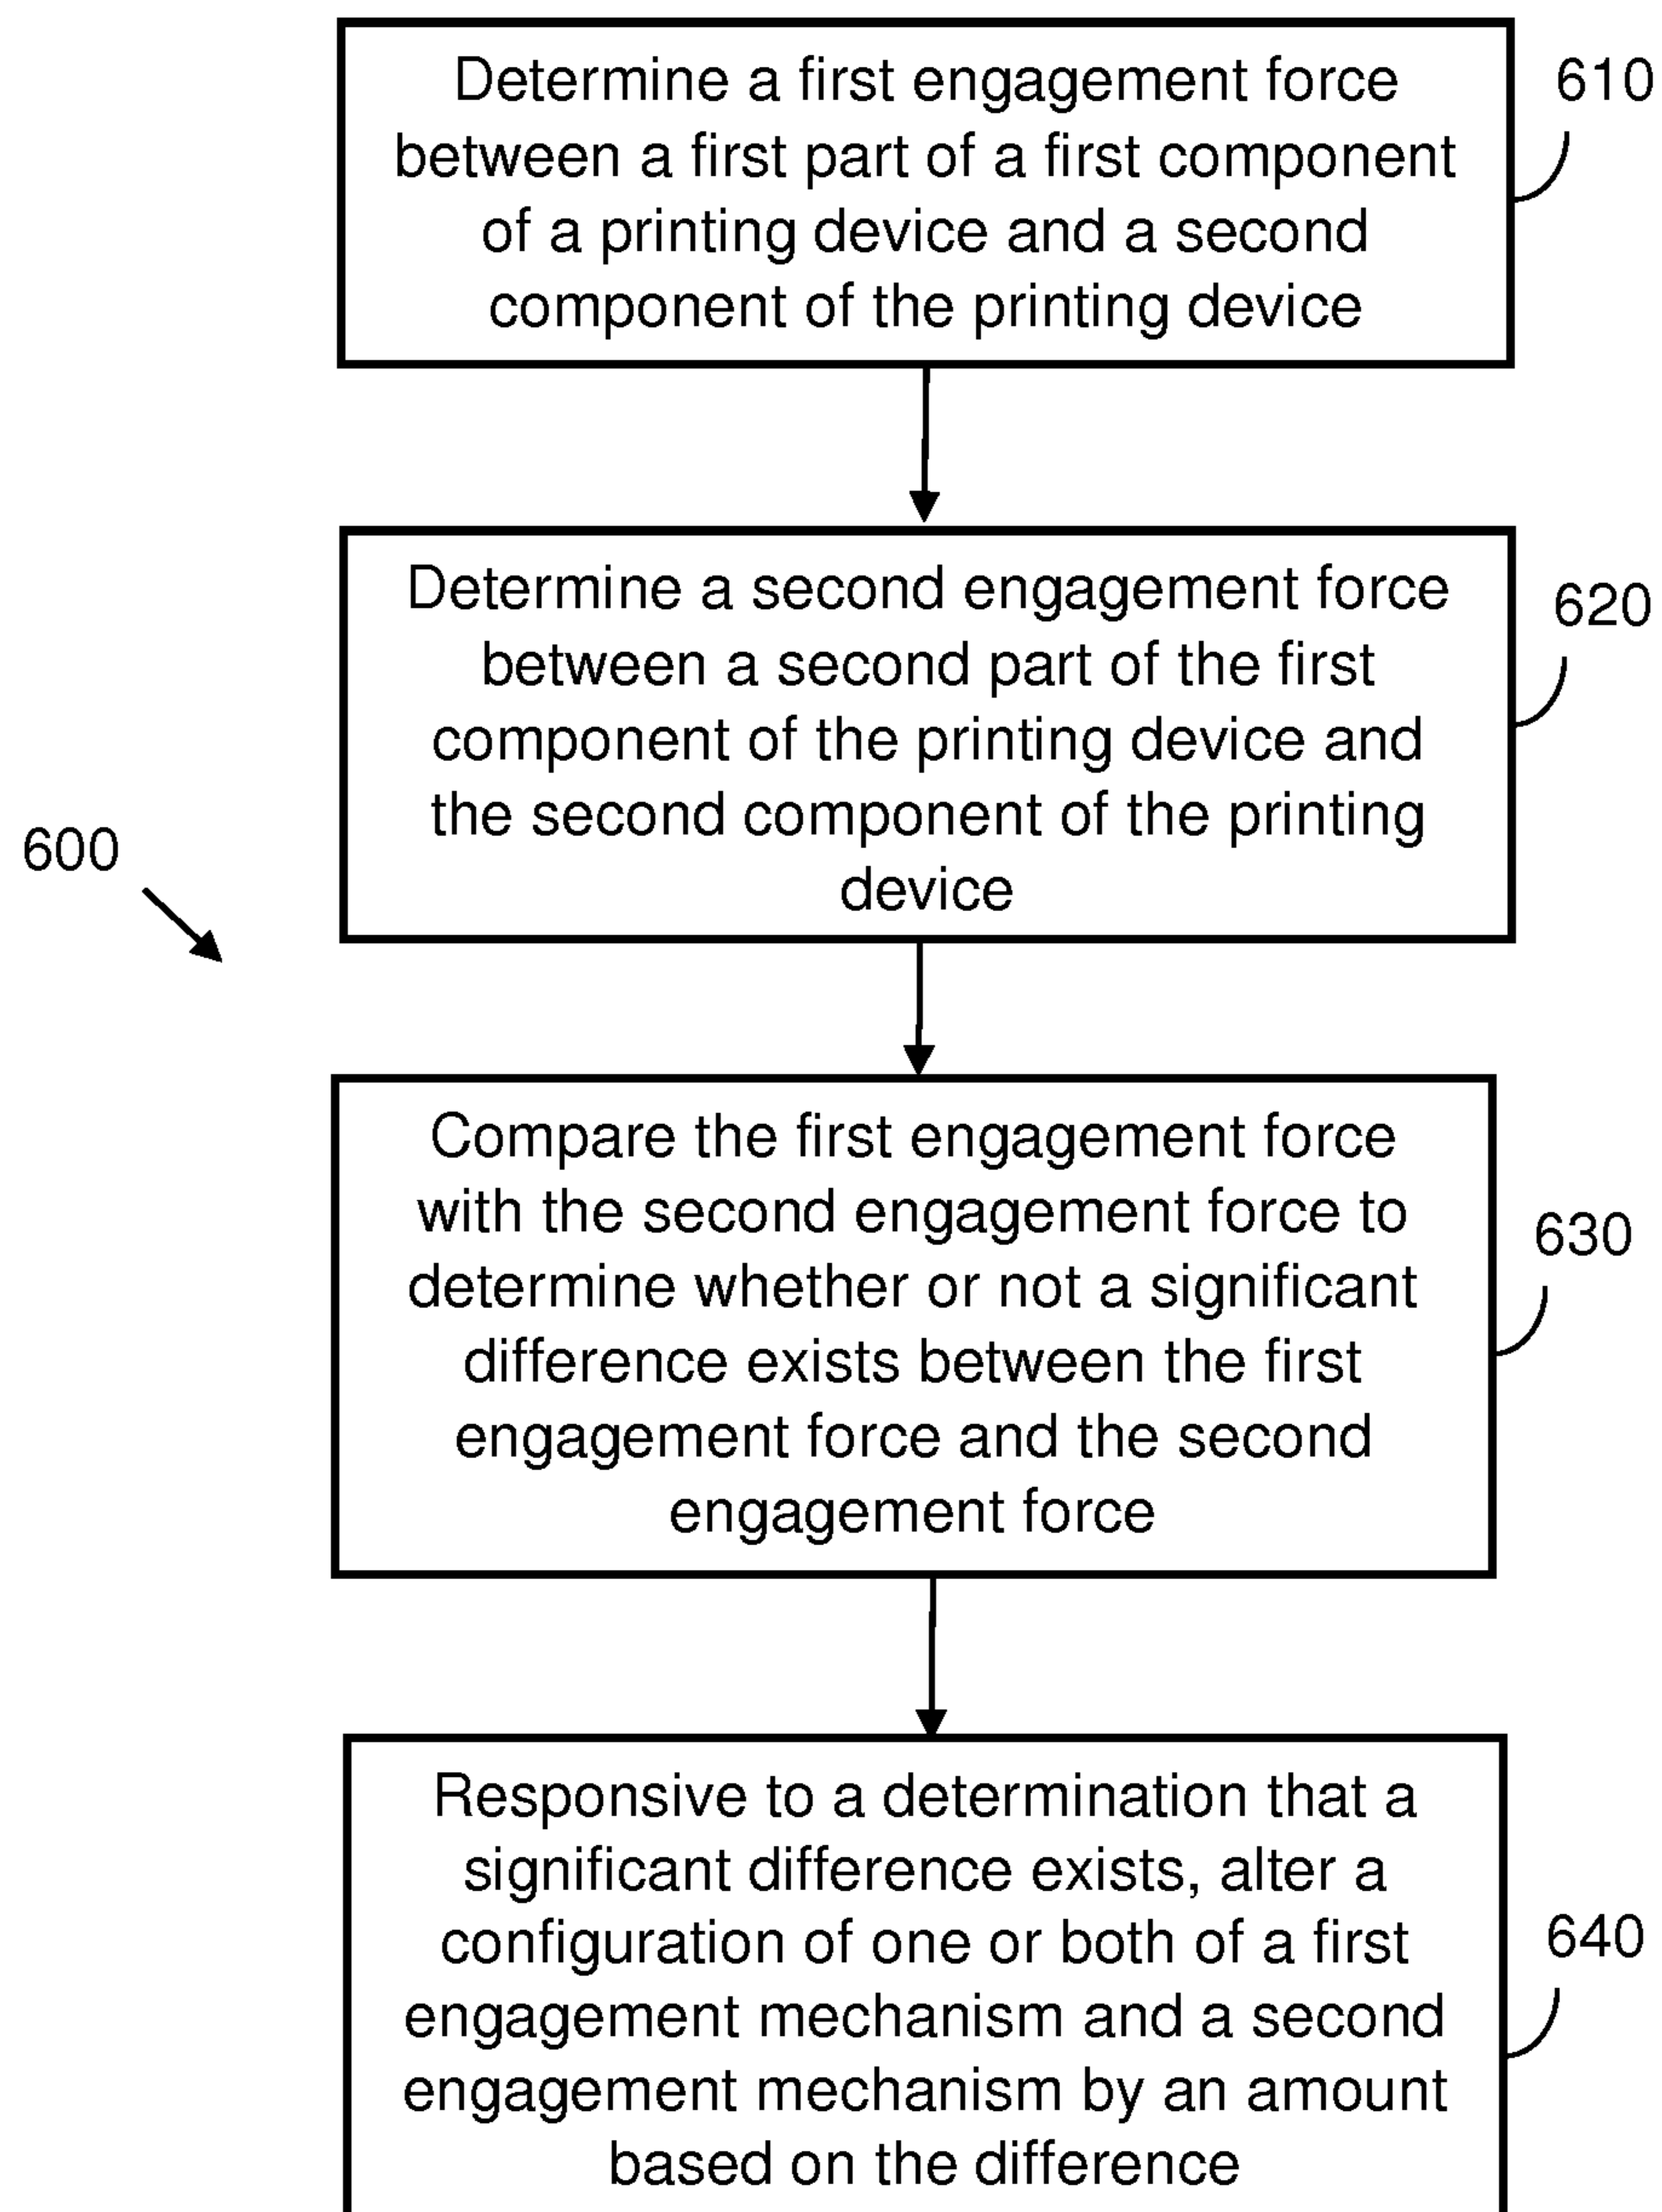 Determine a first engagement force
between a first part of a first component
of a printing device and a second
component of the printing device
610
Determine a second engagement force
between a second part of the first
component of the printing device and
the second component of the printing
device
620
600
Compare the first engagement force
with the second engagement force to
determine whether or not a significant
difference exists between the first
engagement force and the second
engagement force
630
Responsive to a determination that a
significant difference exists, alter a
configuration of one or both of a first
engagement mechanism and a second
engagement mechanism by an amount
based on the difference
640